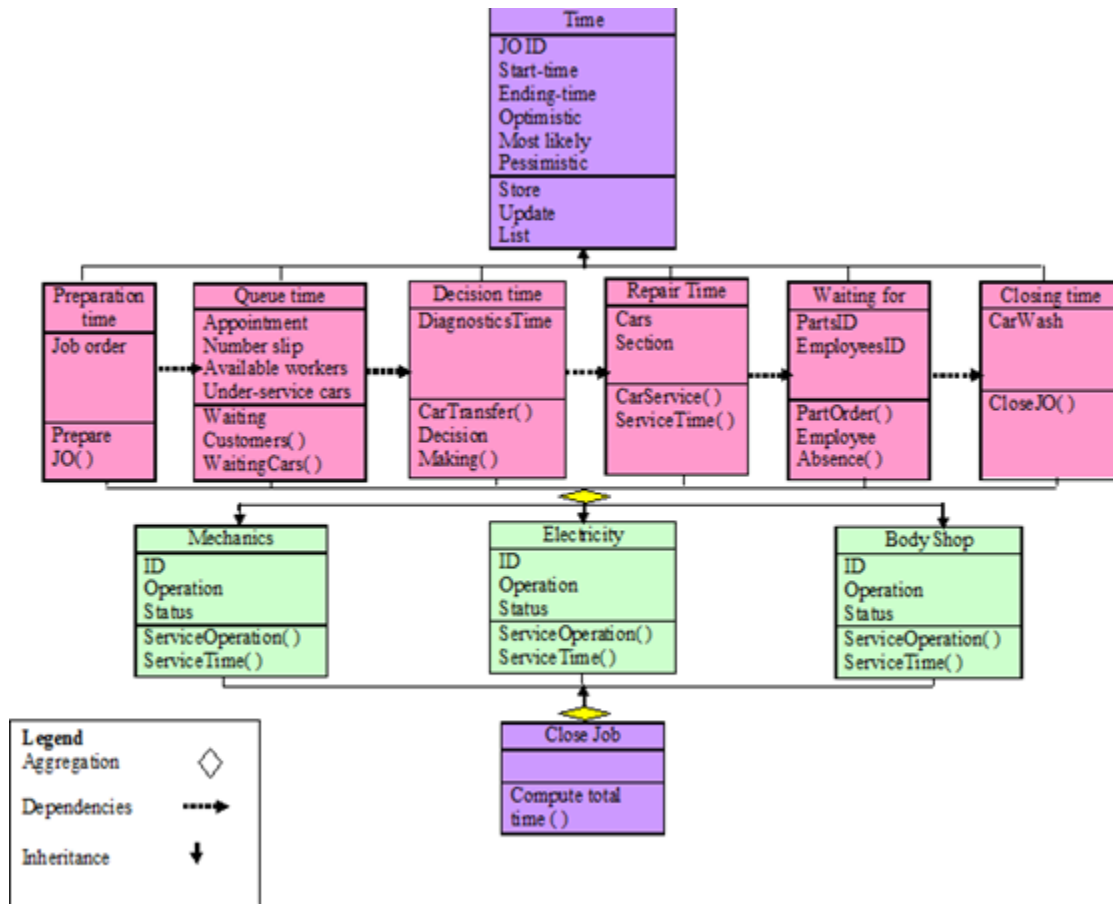 Time
JO ID
Start-time
Ending-time
Optimistic
Most likely
Pessimistic
Store
Update
List
Preparation
time
Job order
Prepare
JO( )
Queue time
Appointment
Number slip
Available workers
Under-service cars
Waiting
Customers( )
WaitingCars( )
Decision time
DiagnosticsTime
CarTransfer( )
Decision
Making( )
Repair Time
Cars
Section
CarService( )
ServiceTime( )
Waiting for
PartsID
EmployeesID
PartOrder( )
Employee
Absence( )
Closing time
CarWash
CloseJO( )
Mechanics
ID
Operation
Status
ServiceOperation( )
ServiceTime( )
Electricity
ID
Operation
Status
ServiceOperation( )
ServiceTime( )
Body Shop
ID
Operation
Status
ServiceOperation( )
ServiceTime( )
Close Job
Compute total
time ( )
Legend
Aggregation
Dependencies
Inheritance